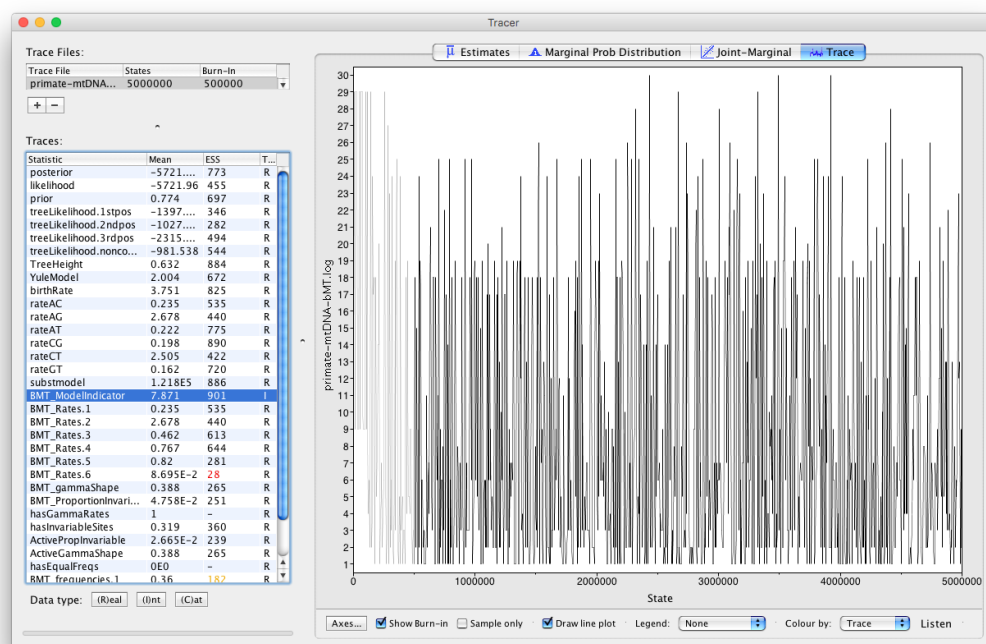 Tracer
Trace Files:
Trace File States Burn-In
primate-mtDNA... 5000000 500000
+ −
Traces:
Statistic Mean ESS T...
posterior -5721.... 773 R
likelihood -5721.96 455 R
prior 0.774 697 R
treeLikelihood.1stpos -1397.... 346 R
treeLikelihood.2ndpos -1027.... 282 R
treeLikelihood.3rdpos -2315.... 494 R
treeLikelihood.nonco... -981.538 544 R
TreeHeight 0.632 884 R
YuleModel 2.004 672 R
birthRate 3.751 825 R
rateAC 0.235 535 R
rateAG 2.678 440 R
rateAT 0.222 775 R
rateCG 0.198 890 R
rateCT 2.505 422 R
rateGT 0.162 720 R
substmodel 1.218E5 886 R
BMT_ModelIndicator 7.871 901 I
BMT_Rates.1 0.235 535 R
BMT_Rates.2 2.678 440 R
BMT_Rates.3 0.462 613 R
BMT_Rates.4 0.767 644 R
BMT_Rates.5 0.82 281 R
BMT_Rates.6 8.695E-2 28 R
BMT_gammaShape 0.388 265 R
BMT_ProportionInvari... 4.758E-2 251 R
hasGammaRates 1 - R
hasInvariableSites 0.319 360 R
ActivePropInvariable 2.665E-2 239 R
ActiveGammaShape 0.388 265 R
hasEqualFreqs 0E0 - R
BMT_frequencies.1 0.36 182 R
Data type: (R)eal (I)nt (C)at
Estimates Marginal Prob Distribution Joint-Marginal Trace
30
29
28
27
26
25
24
23
22
21
20
19
18
17
16
15
14
13
12
11
10
9
8
7
6
5
4
3
2
1
primate-mtDNA-bMT.log
0 1000000 2000000 3000000 4000000 5000000
State
Axes... Show Burn-in Sample only Draw line plot Legend: None Colour by: Trace Listen